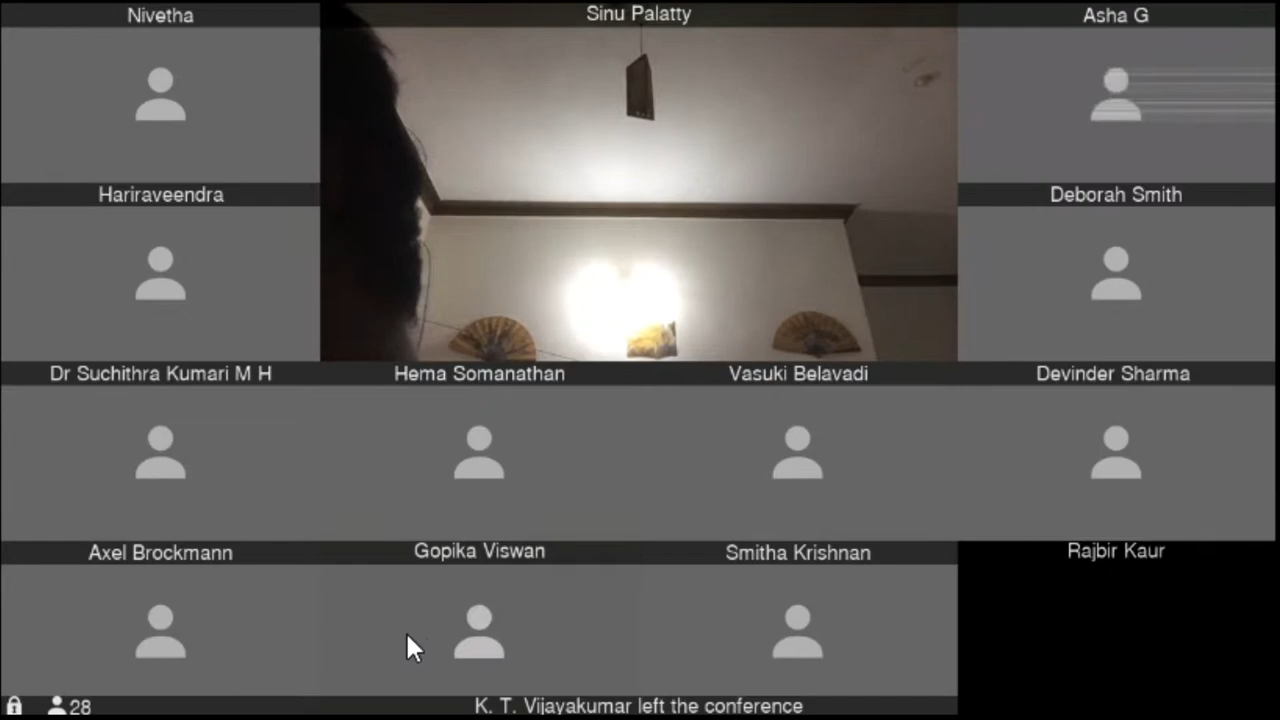 Nivetha
Sinu Palatty
Asha G
Hariraveendra
Deborah Smith
Dr Suchithra Kumari M H
Hema Somanathan
Vasuki Belavadi
Devinder Sharma
Axel Brockmann
Gopika Viswan
Smitha Krishnan
Rajbir Kaur
28
K. T. Vijayakumar left the conference